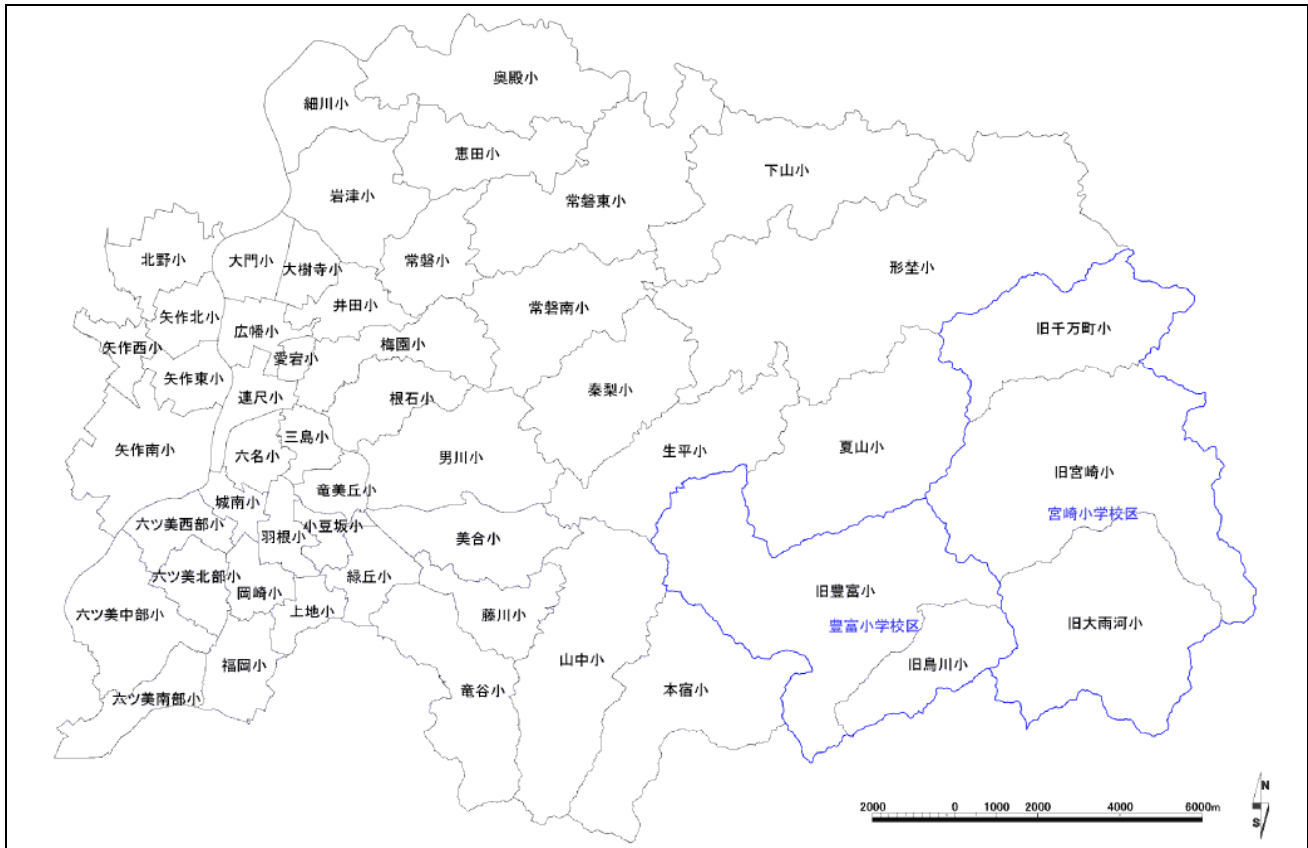 奥殿小
細川小
恵田小
下山小
岩津小
常磐東小
北野小
大門小
大樹寺小
常磐小
形埜小
井田小
常磐南小
矢作北小
広幡小
旧千万町小
矢作西小
愛宕小
梅園小
矢作東小
連尺小
根石小
秦梨小
三島小
矢作南小
六名小
男川小
生平小
夏山小
旧宮崎小
竜美丘小
城南小
宮崎小学校区
六ツ美西部小
羽根小
小豆坂小
美合小
六ツ美北部小
緑丘小
岡崎小
旧豊富小
六ツ美中部小
上地小
藤川小
豊富小学校区
旧大雨河小
福岡小
山中小
旧鳥川小
六ツ美南部小
竜谷小
本宿小
2000 0 1000 2000 4000 6000m
N
S